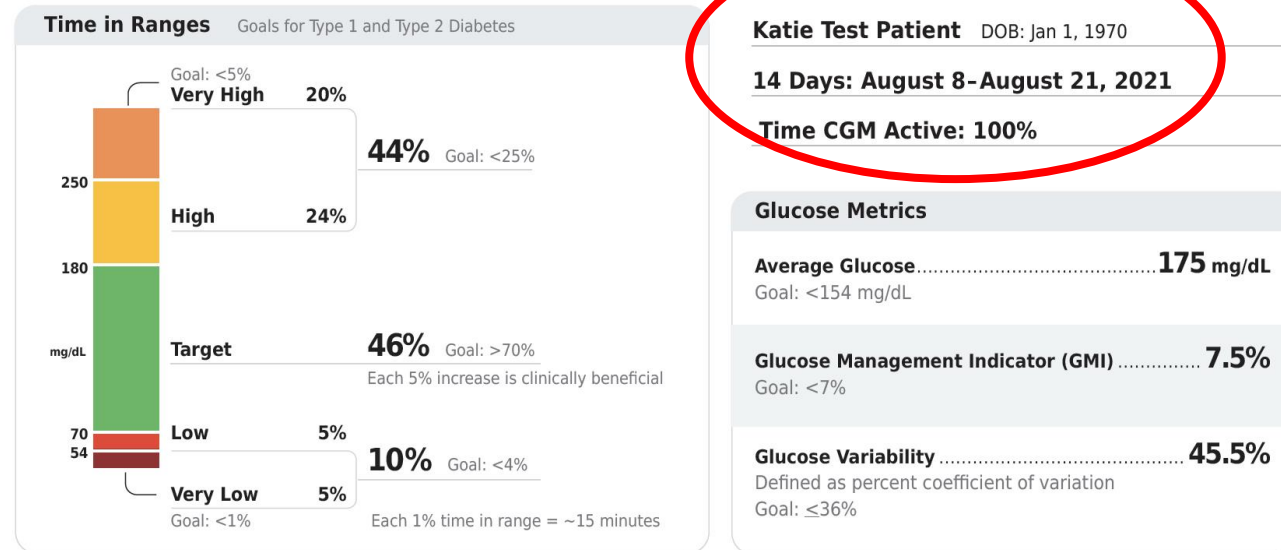 Time in Ranges Goals for Type 1 and Type 2 Diabetes
Goal: <5%
Very High 20%
44% Goal: <25%
250
High 24%
180
mg/dL
Target 46% Goal: >70%
Each 5% increase is clinically beneficial
70
Low 5%
54
10% Goal: <4%
Very Low 5%
Goal: <1%
Each 1% time in range = ~15 minutes
Katie Test Patient DOB: Jan 1, 1970
14 Days: August 8–August 21, 2021
Time CGM Active: 100%
Glucose Metrics
Average Glucose.......................................175 mg/dL
Goal: <154 mg/dL
Glucose Management Indicator (GMI)..............7.5%
Goal: <7%
Glucose Variability.........................................45.5%
Defined as percent coefficient of variation
Goal: ≤36%